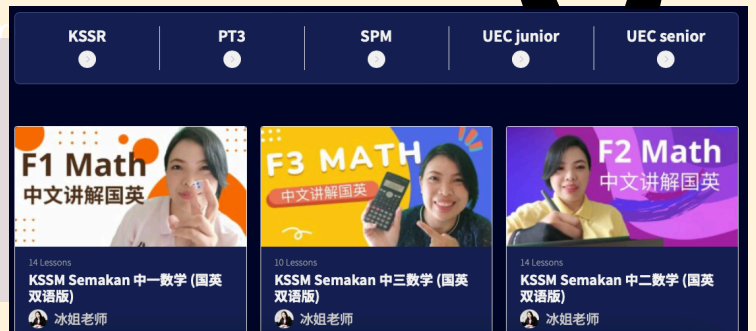 KSSR
PT3
SPM
UEC junior
UEC senior
F1 Math
中文讲解国英
14 Lessons
KSSM Semakan 中一数学 (国英
双语版)
冰姐老师
F3 MATH
中文讲解国英
10 Lessons
KSSM Semakan 中三数学 (国英
双语版)
冰姐老师
F2 Math
中文讲解国英
14 Lessons
KSSM Semakan 中二数学 (国英
双语版)
冰姐老师